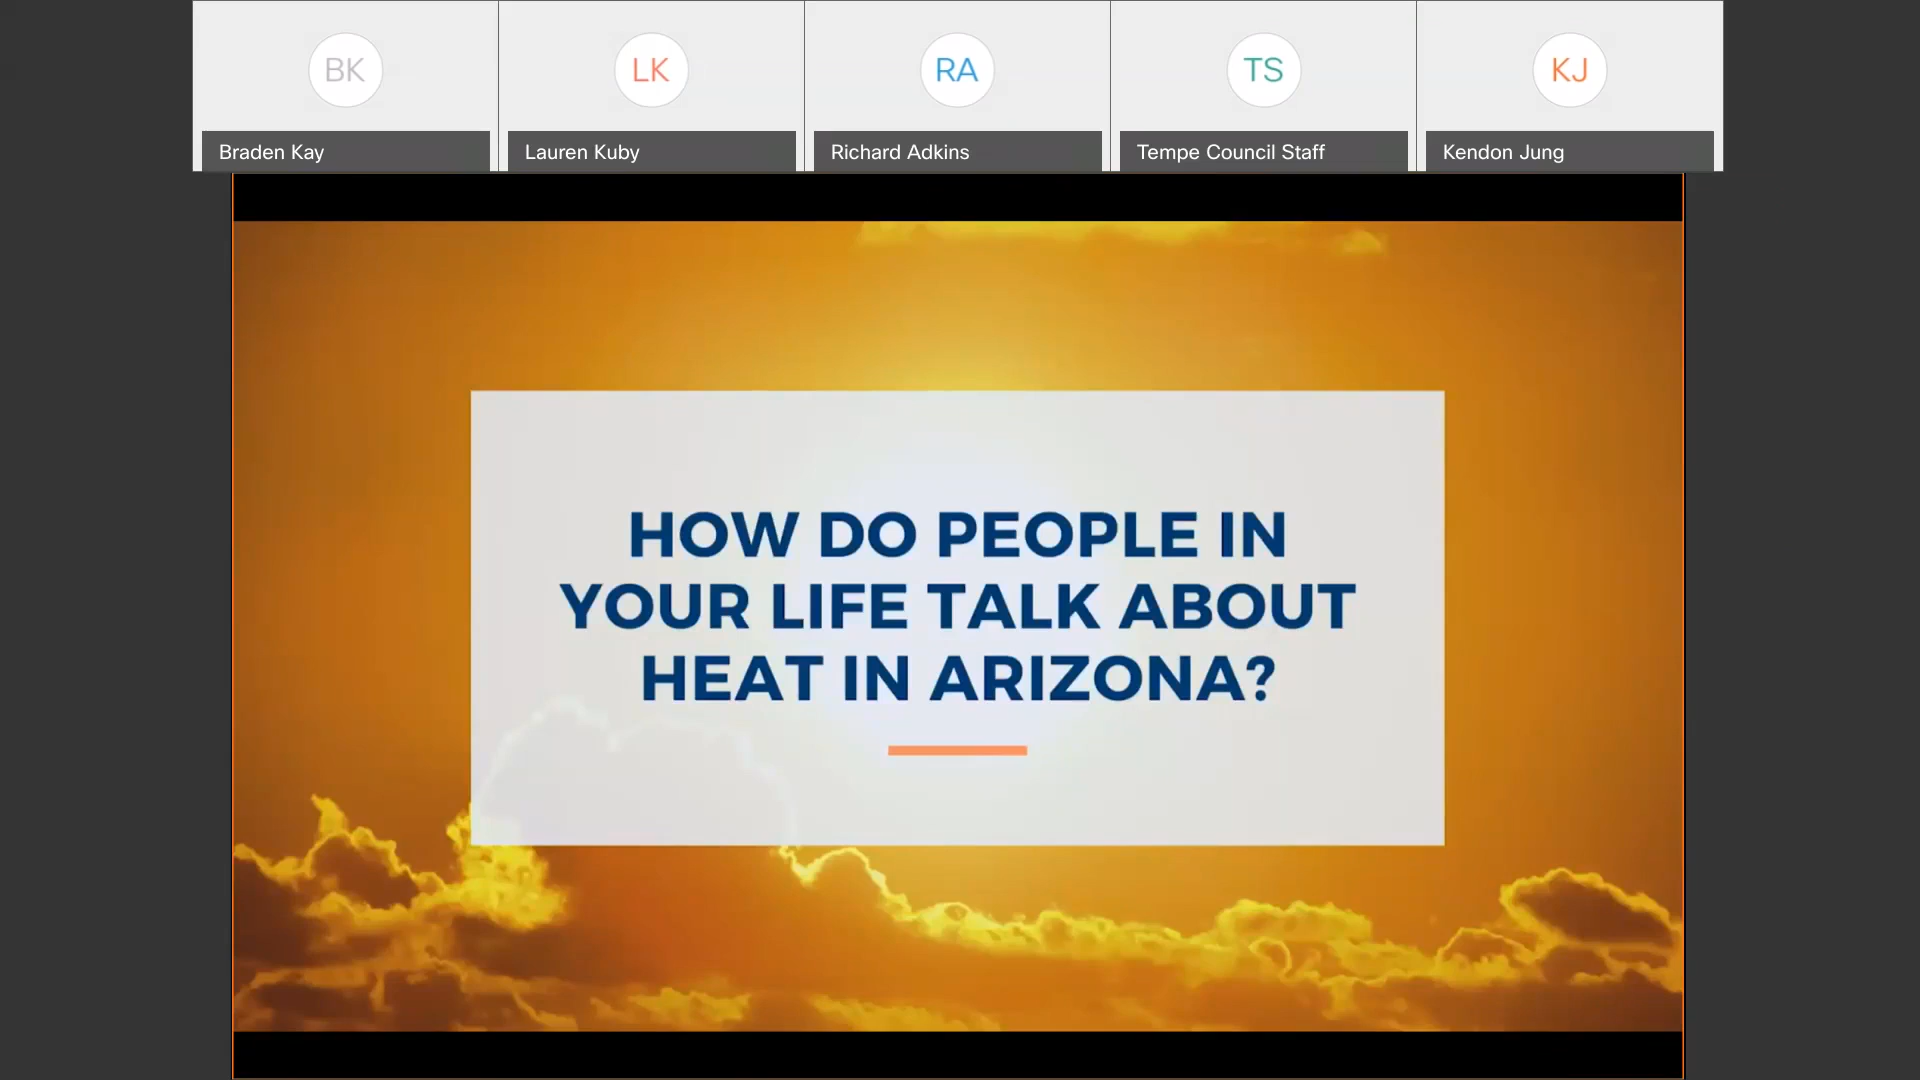 BK
LK
RA
TS
KJ
Braden Kay
Lauren Kuby
Richard Adkins
Tempe Council Staff
Kendon Jung
HOW DO PEOPLE IN
YOUR LIFE TALK ABOUT
HEAT IN ARIZONA?